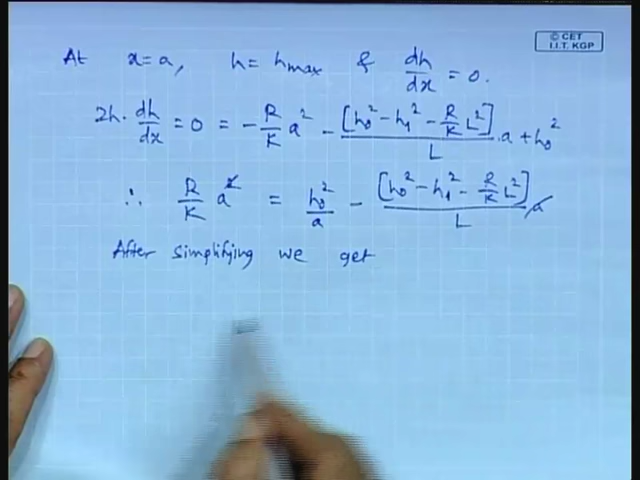 © CET
I.I.T. KGP
At x=a, h= hmax & dh/dx = 0.
2h·dh/dx = 0 = -R/K a² - [h₀² - h₁² - R/K L²]/L .a + h₀²
∴ R/K a² = h₀²/a - [h₀² - h₁² - R/K L²]/L a
After simplifying we get